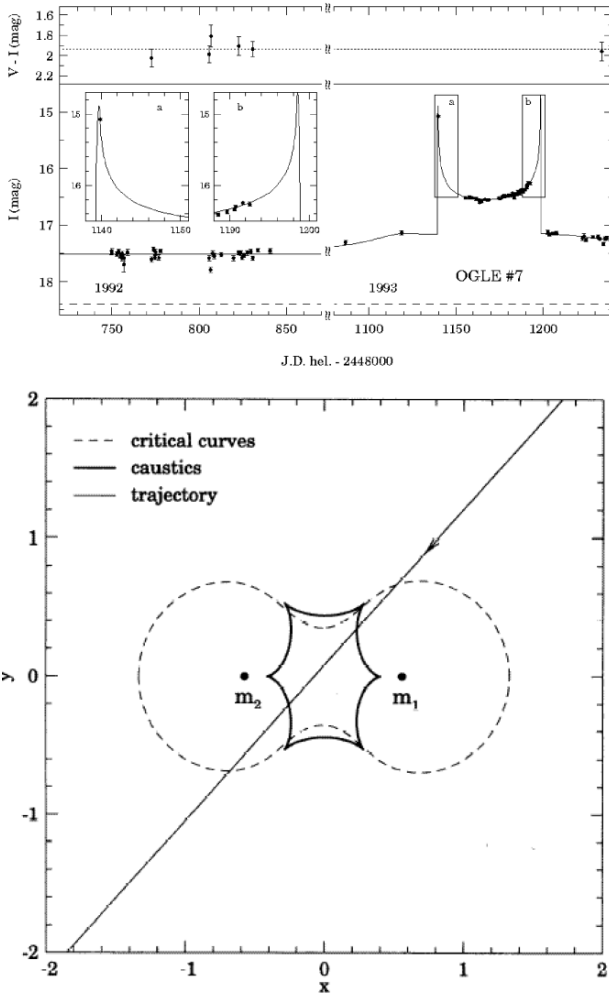 V - I (mag)
1.6
1.8
2
2.2
I (mag)
15
16
17
18
a
15
16
1140
1160
1180
b
15
16
1190
1200
a
b
1992
1993
OGLE #7
750
800
850
1100
1150
1200
J.D. hel. - 2448000
2
1
0
-1
-2
y
critical curves
caustics
trajectory
m2
m1
-2
-1
0
1
2
x